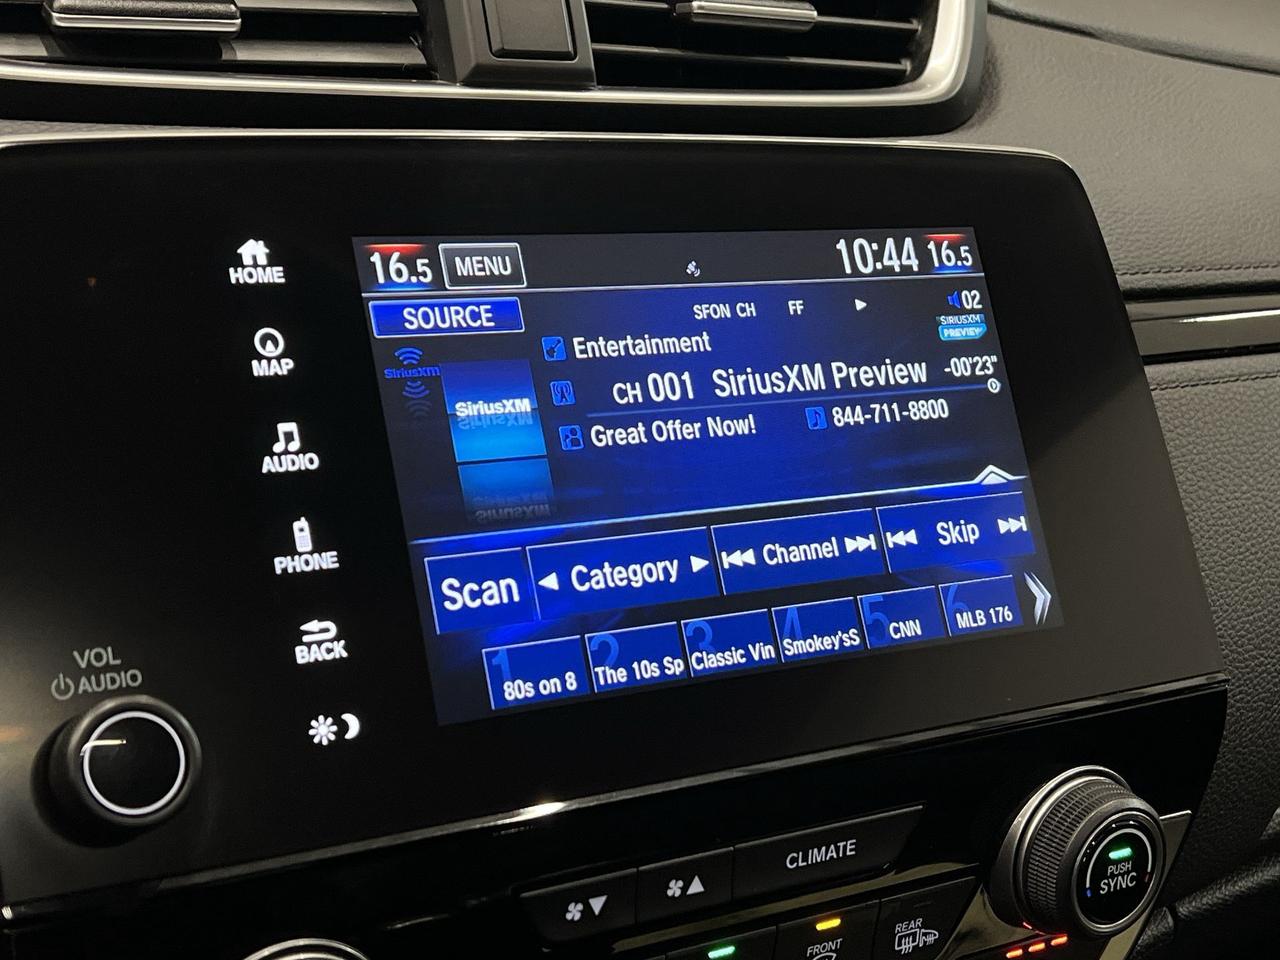 HOME
MAP
AUDIO
PHONE
BACK
VOL
AUDIO
16.5
MENU
10:44
16.5
SOURCE
SFON CH
FF
02
SIRIUSXM
PREVIEW
SiriusXM
SiriusXM
Entertainment
CH 001 SiriusXM Preview
-00'23"
Great Offer Now!
844-711-8800
Scan
Category
Channel
Skip
1 80s on 8
2 The 10s Sp
3 Classic Vin
4 Smokey'sS
5 CNN
6 MLB 176
CLIMATE
FRONT
REAR
PUSH
SYNC